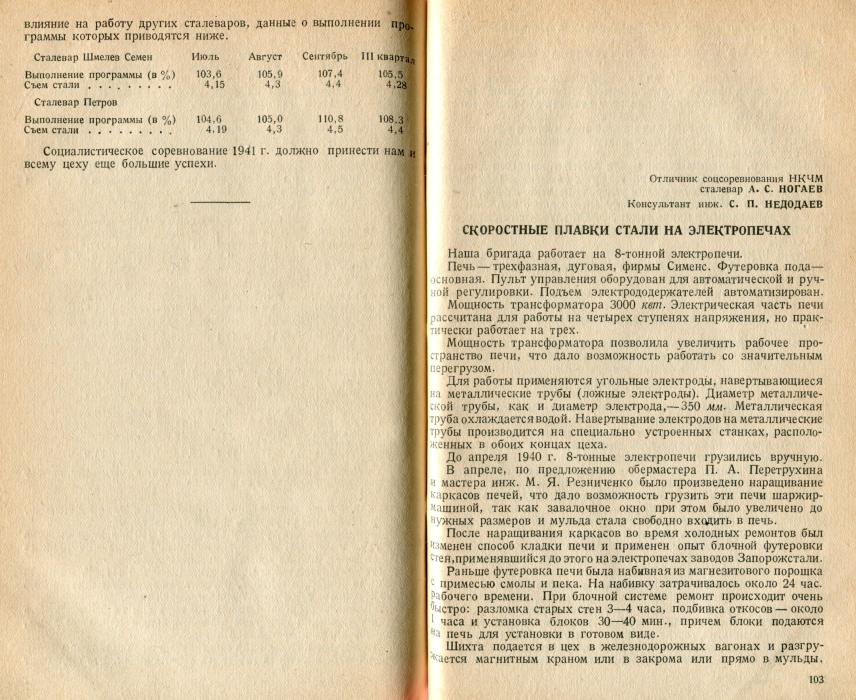 влияние на работу других сталеваров, данные о выполнении про-
граммы которых приводятся ниже.
Сталевар Шмелев Семен Июль Август Сентябрь III квартал
Выполнение программы (в %) 103,6 105,9 107,4 105,5
Съем стали . . . . . . . . . 4,15 4,3 4,4 4,28
Сталевар Петров
Выполнение программы (в %) 104,6 105,0 110,8 108,3
Съем стали . . . . . . . . . 4,19 4,3 4,5 4,4
Социалистическое соревнование 1941 г. должно принести нам и
всему цеху еще большие успехи.
Отличник соцсоревнования НКЧМ
сталевар А. С. НОГАЕВ
Консультант инж. С. П. НЕДОДАЕВ
СКОРОСТНЫЕ ПЛАВКИ СТАЛИ НА ЭЛЕКТРОПЕЧАХ
Наша бригада работает на 8-тонной электропечи.
Печь — трехфазная, дуговая, фирмы Сименс. Футеровка пода —
основная. Пульт управления оборудован для автоматической и руч-
ной регулировки. Подъем электрододержателей автоматизирован.
Мощность трансформатора 3000 квт. Электрическая часть печи
рассчитана для работы на четырех ступенях напряжения, но прак-
тически работает на трех.
Мощность трансформатора позволила увеличить рабочее про-
странство печи, что дало возможность работать со значительным
перегрузом.
Для работы применяются угольные электроды, навертывающиеся
на металлические трубы (ложные электроды). Диаметр металличе-
ской трубы, как и диаметр электрода,— 350 мм. Металлическая
труба охлаждается водой. Навертывание электродов на металлические
трубы производится на специально устроенных станках, располо-
женных в обоих концах цеха.
До апреля 1940 г. 8-тонные электропечи грузились вручную.
В апреле, по предложению обермастера П. А. Перетрухина
и мастера инж. М. Я. Резниченко было произведено наращивание
каркасов печей, что дало возможность грузить эти печи шаржир-
машиной, так как завалочное окно при этом было увеличено до
нужных размеров и мульда стала свободно входить в печь.
После наращивания каркасов во время холодных ремонтов был
изменен способ кладки печи и применен опыт блочной футеровки
стен, применявшийся до этого на электропечах заводов Запорожстали.
Раньше футеровка печи была набивная из магнезитового порошка
с примесью смолы и пека. На набивку затрачивалось около 24 час.
рабочего времени. При блочной системе ремонт происходит очень
быстро: разломка старых стен 3—4 часа, подбивка откосов — около
1 часа и установка блоков 30—40 мин., причем блоки подаются
на печь для установки в готовом виде.
Шихта подается в цех в железнодорожных вагонах и разгру-
жается магнитным краном или в закрома или прямо в мульды,
103